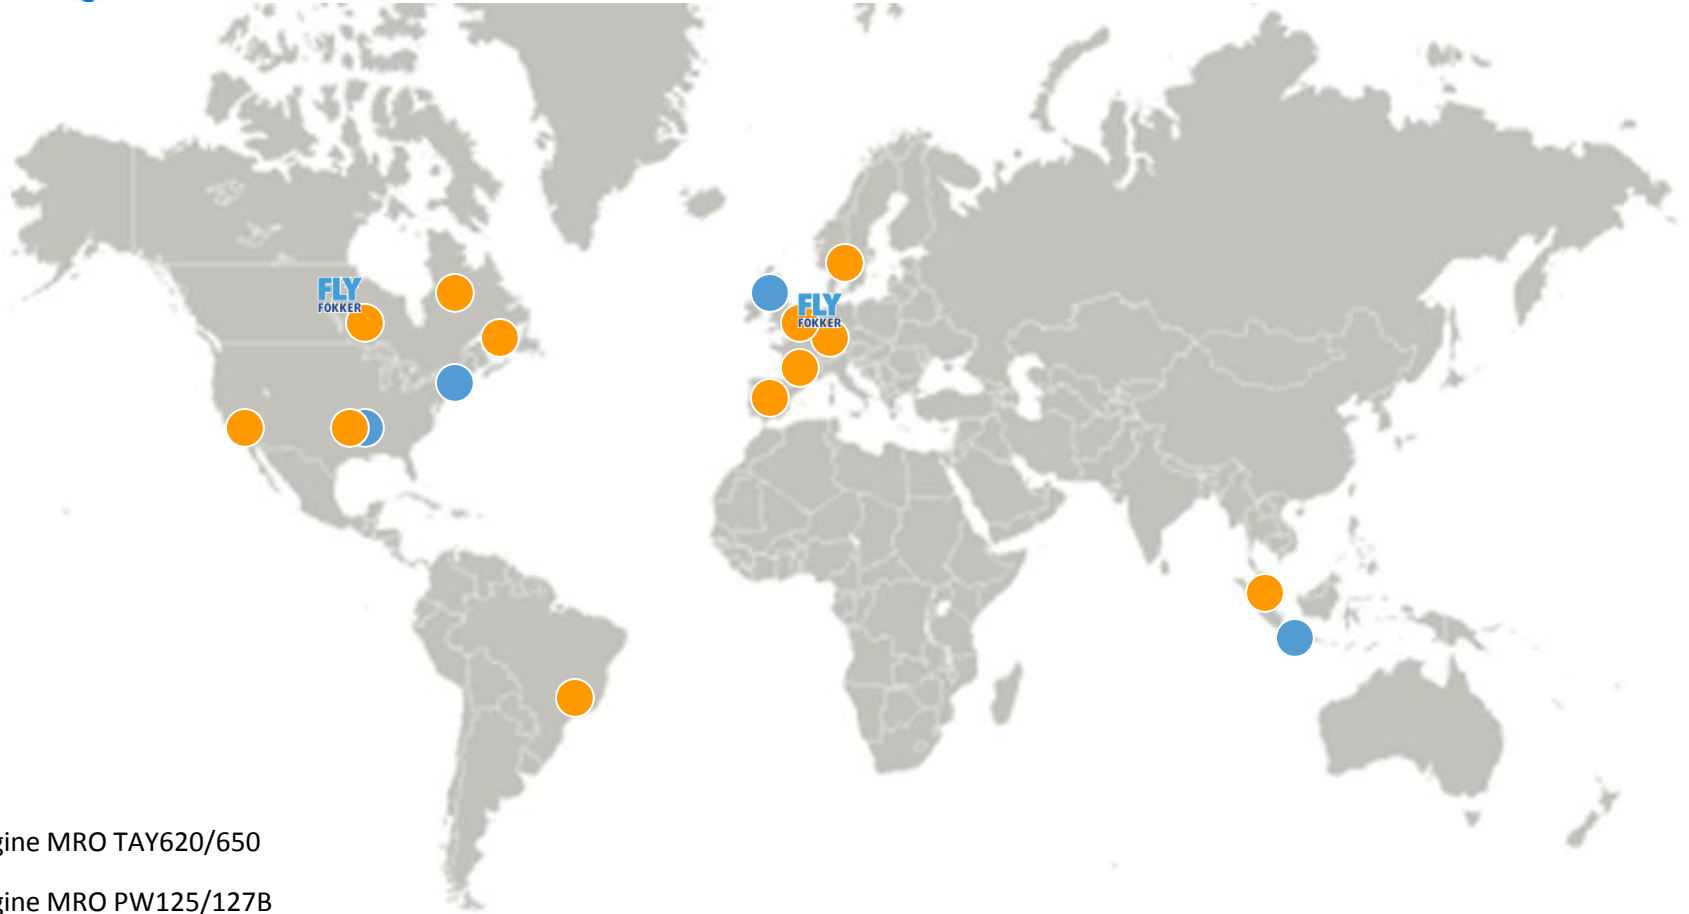 FLY
FOKKER
FLY
FOKKER
gine MRO TAY620/650
gine MRO PW125/127B